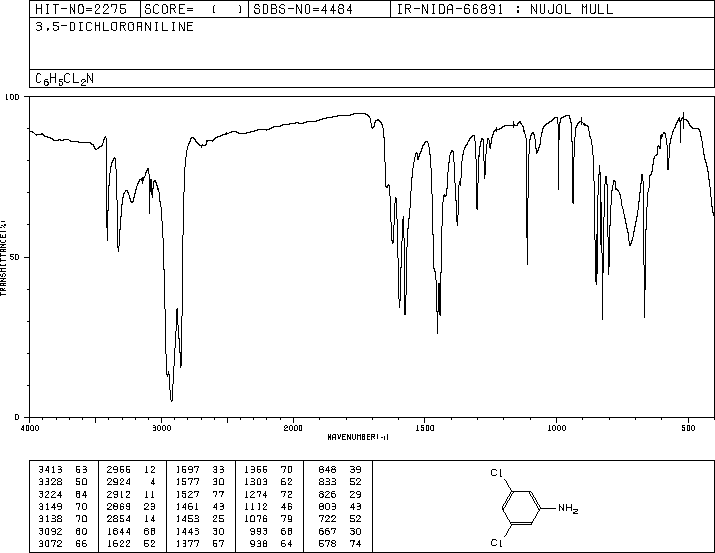 HIT-NO=2275 SCORE= ( ) SDBS-NO=4484 IR-NIDA-66891 : NUJOL MULL
3,5-DICHLOROANILINE
C6H5CL2N
100
50
0
TRANSMITTANCE(%)
4000 3000 2000 1500 1000 500
WAVENUMBER(-1)
3413 53 2956 12 1597 33 1366 70 848 39
3328 50 2924 4 1577 30 1303 62 833 52
3224 64 2912 11 1527 77 1274 72 826 29
3149 70 2869 29 1461 43 1112 46 803 43
3138 70 2854 14 1453 25 1076 79 722 52
3092 60 1644 68 1445 30 993 68 667 30
3072 66 1622 52 1377 57 938 64 578 74
Cl
NH2
Cl